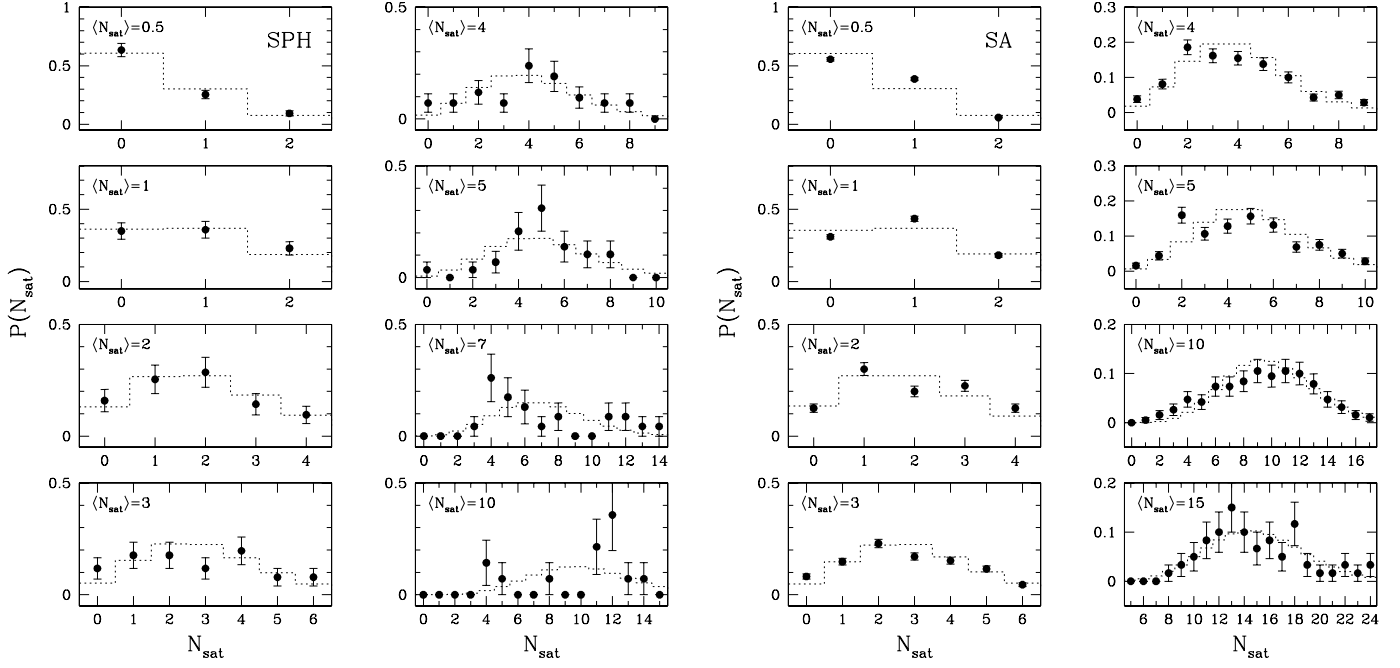 P(N_sat)
⟨N_sat⟩=0.5
SPH
1
0.5
0
0 1 2
⟨N_sat⟩=1
0.5
0
0 1 2
⟨N_sat⟩=2
0.5
0
0 1 2 3 4
⟨N_sat⟩=3
0.5
0
0 1 2 3 4 5 6
N_sat
⟨N_sat⟩=4
0.5
0
0 2 4 6 8
⟨N_sat⟩=5
0.5
0
0 2 4 6 8 10
⟨N_sat⟩=7
0.5
0
0 2 4 6 8 10 12 14
⟨N_sat⟩=10
0.5
0
0 2 4 6 8 10 12 14
N_sat
P(N_sat)
⟨N_sat⟩=0.5
SA
1
0.5
0
0 1 2
⟨N_sat⟩=1
0.5
0
0 1 2
⟨N_sat⟩=2
0.5
0
0 1 2 3 4
⟨N_sat⟩=3
0.5
0
0 1 2 3 4 5 6
N_sat
⟨N_sat⟩=4
0.3
0.2
0.1
0
0 2 4 6 8
⟨N_sat⟩=5
0.3
0.2
0.1
0
0 2 4 6 8 10
⟨N_sat⟩=10
0.2
0.1
0
0 2 4 6 8 10 12 14 16
⟨N_sat⟩=15
0.2
0.1
0
6 8 10 12 14 16 18 20 22 24
N_sat